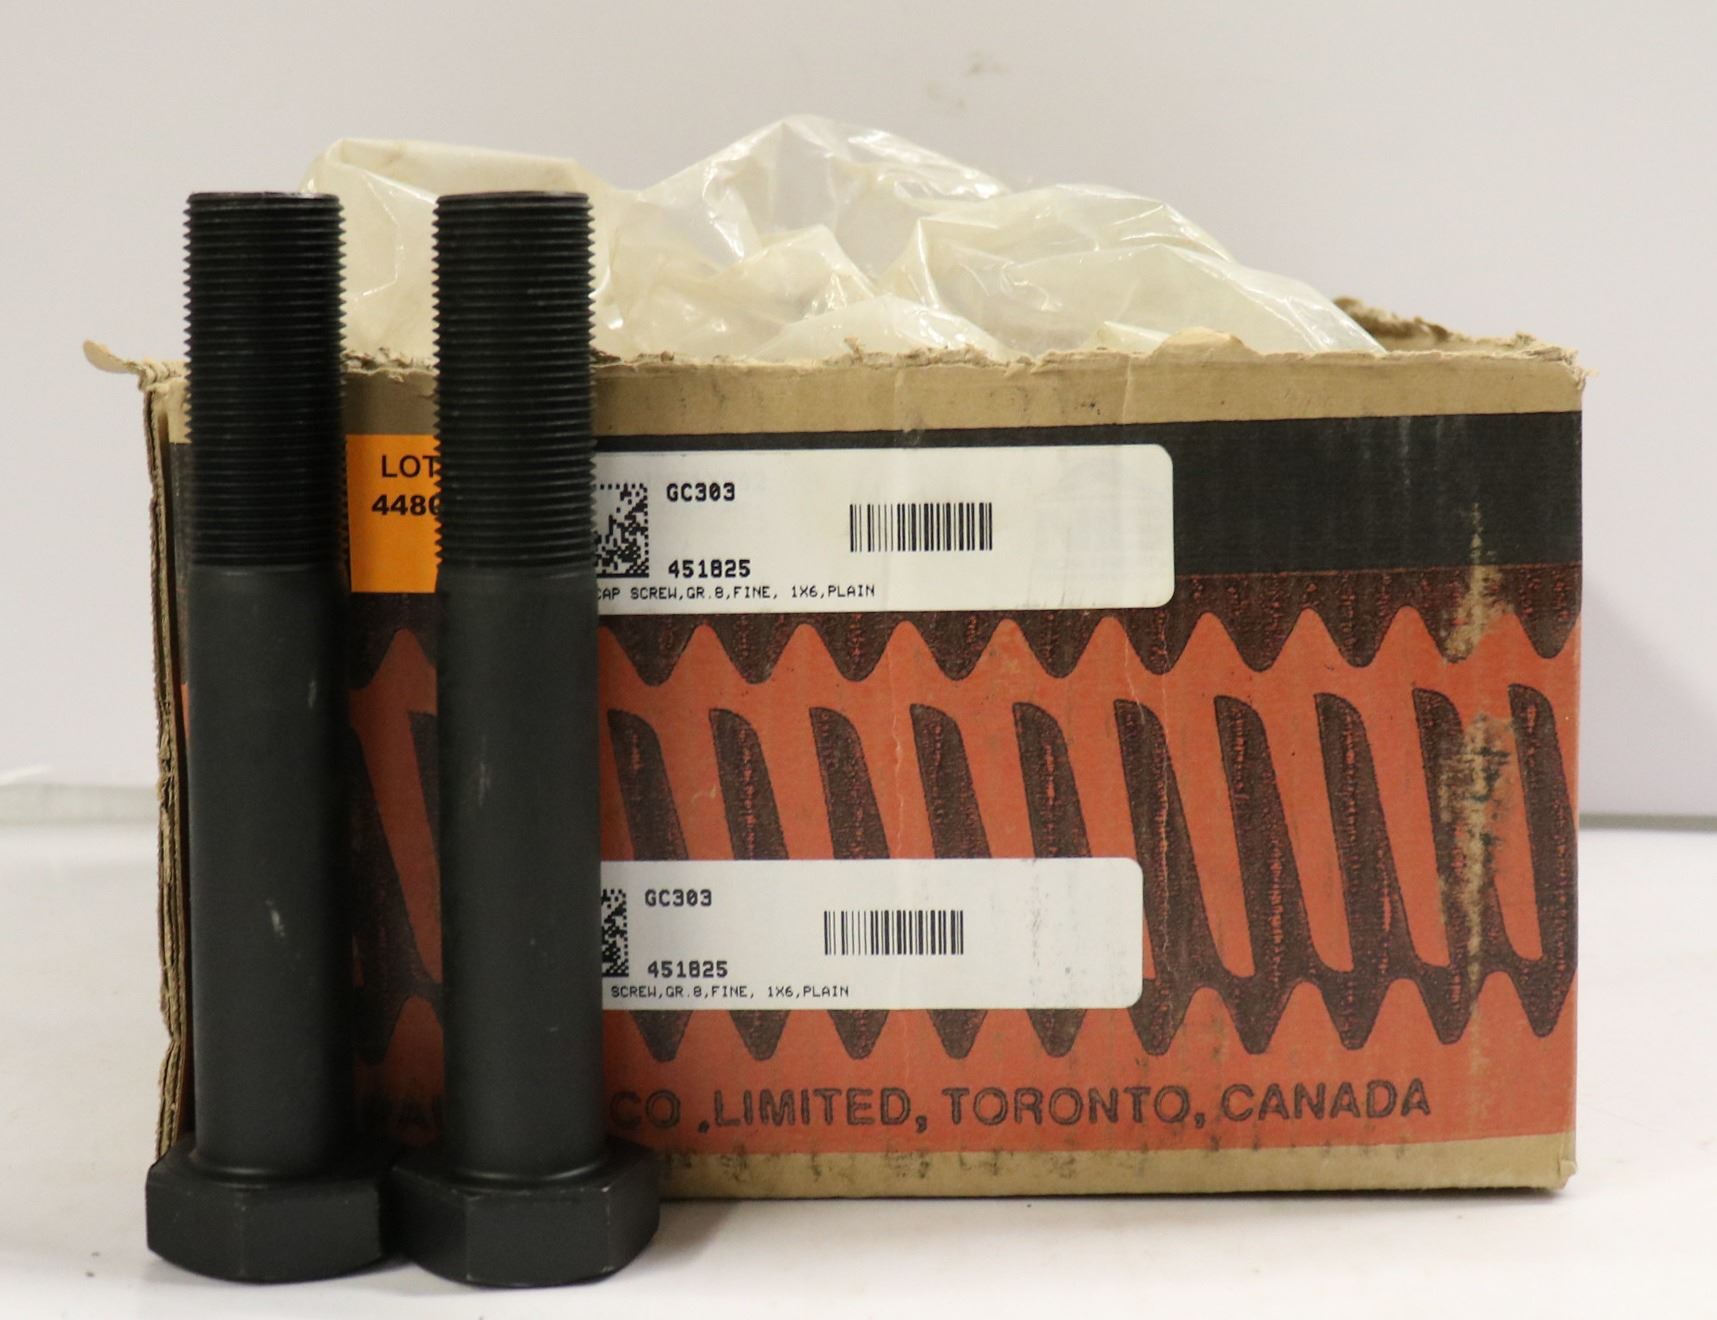 LOT
GC303
451825
CAP SCREW,GR.8,FINE, 1X6,PLAIN
GC303
451825
SCREW,GR.8,FINE, 1X6,PLAIN
CO.LIMITED, TORONTO, CANADA